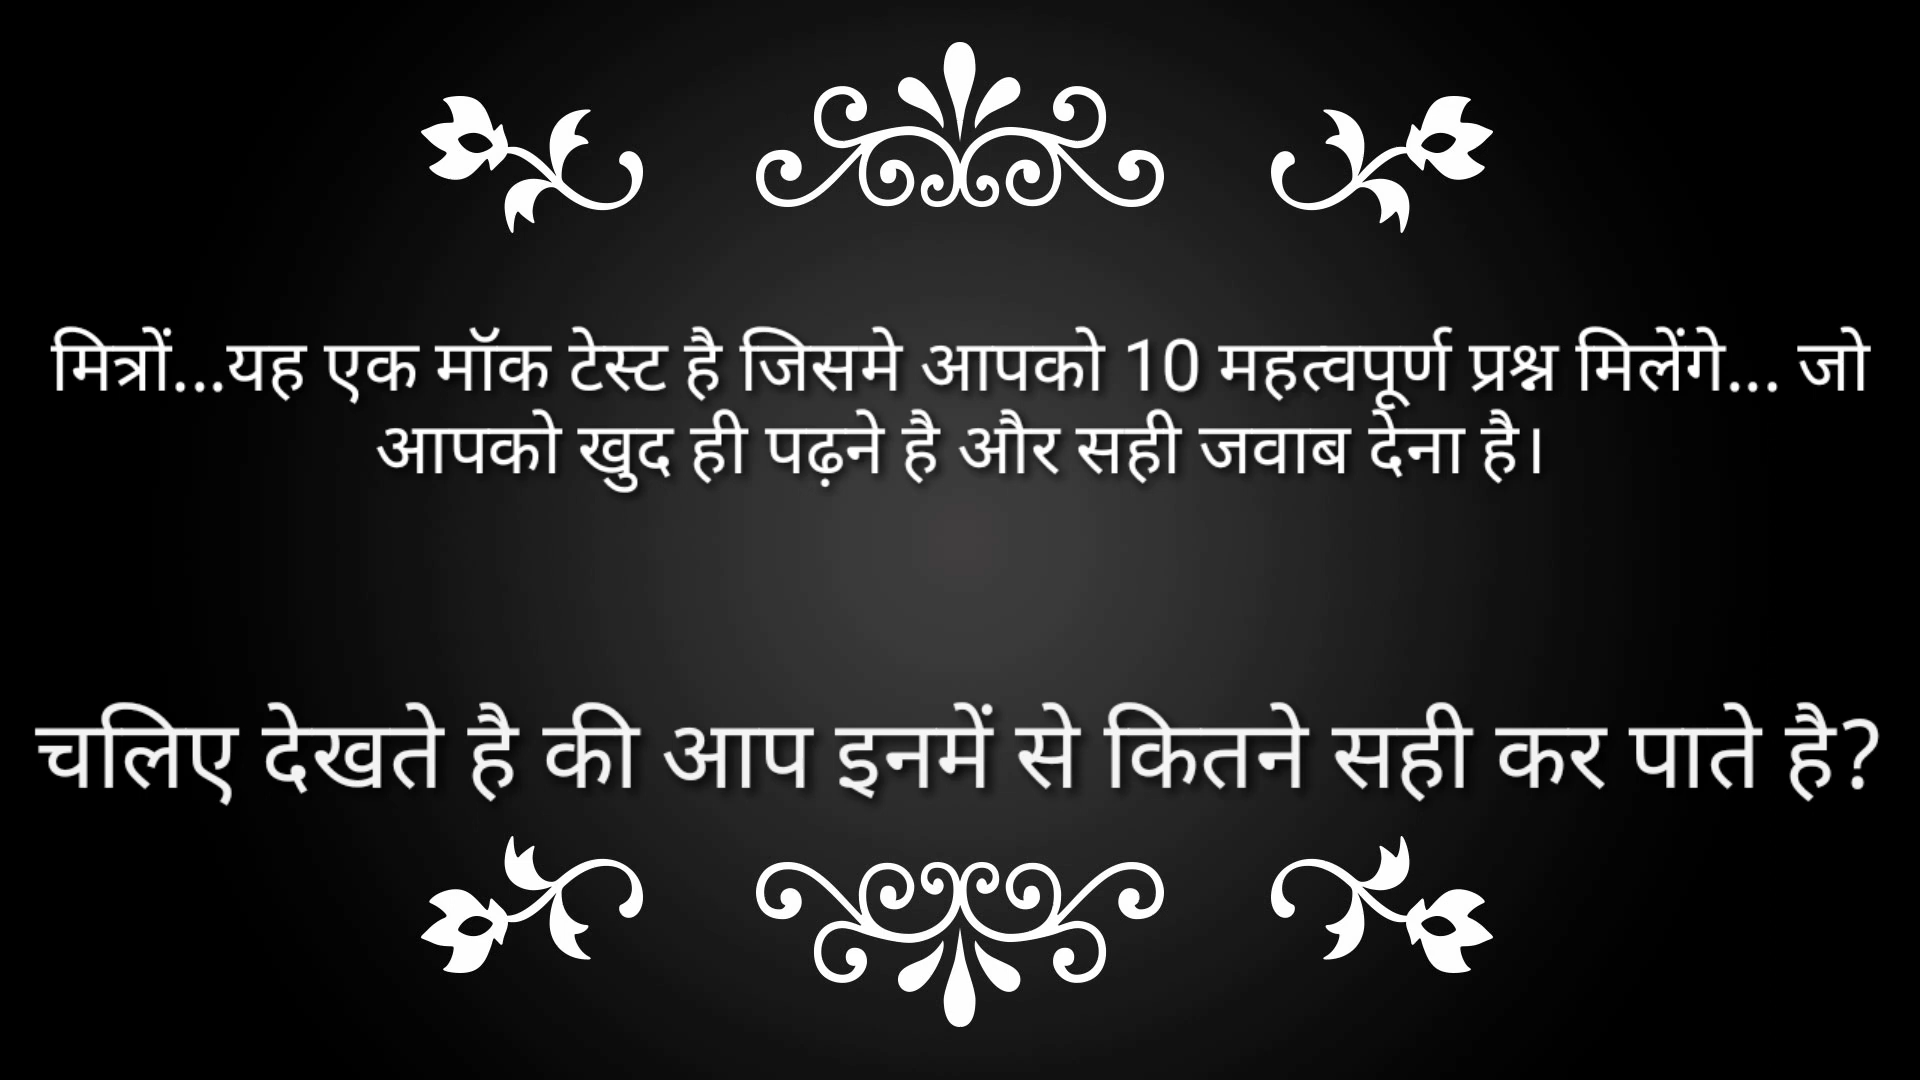 मित्रों...यह एक मॉक टेस्ट है जिसमे आपको 10 महत्वपूर्ण प्रश्न मिलेंगे... जो
आपको खुद ही पढ़ने है और सही जवाब देना है।
चलिए देखते है की आप इनमें से कितने सही कर पाते है?